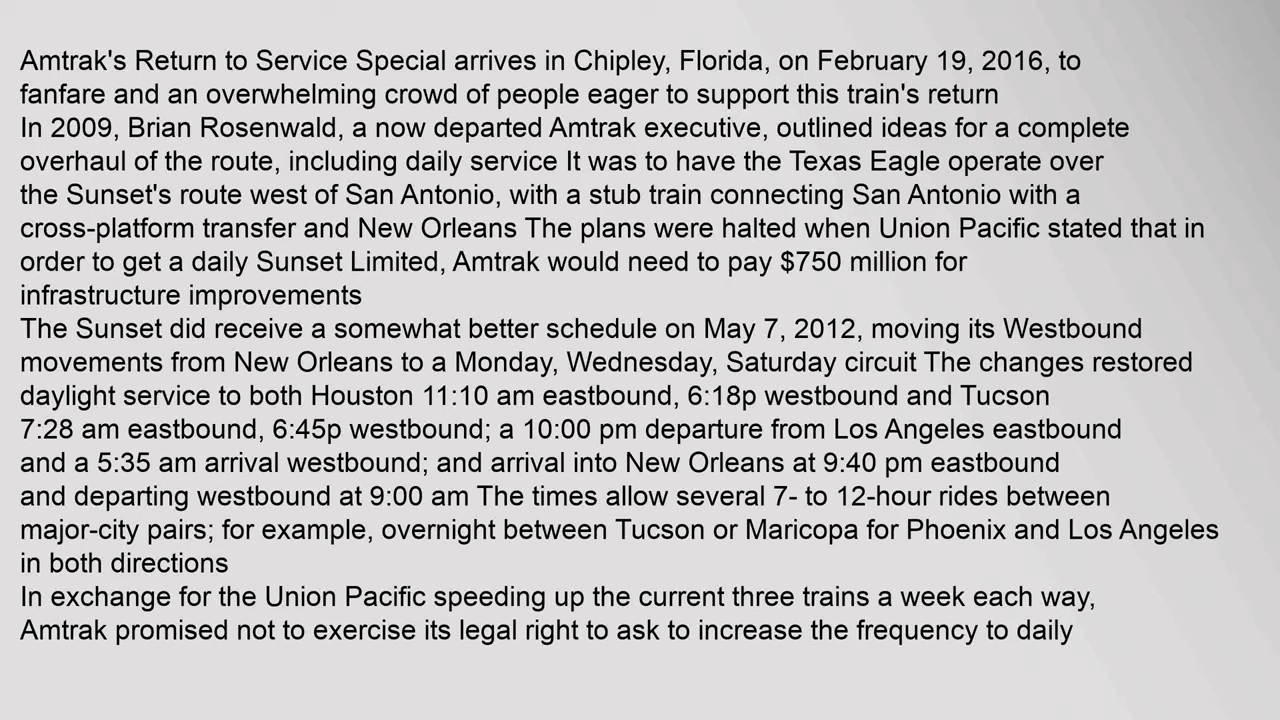 Amtrak's Return to Service Special arrives in Chipley, Florida, on February 19, 2016, to
fanfare and an overwhelming crowd of people eager to support this train's return
In 2009, Brian Rosenwald, a now departed Amtrak executive, outlined ideas for a complete
overhaul of the route, including daily service It was to have the Texas Eagle operate over
the Sunset's route west of San Antonio, with a stub train connecting San Antonio with a
cross-platform transfer and New Orleans The plans were halted when Union Pacific stated that in
order to get a daily Sunset Limited, Amtrak would need to pay $750 million for
infrastructure improvements
The Sunset did receive a somewhat better schedule on May 7, 2012, moving its Westbound
movements from New Orleans to a Monday, Wednesday, Saturday circuit The changes restored
daylight service to both Houston 11:10 am eastbound, 6:18p westbound and Tucson
7:28 am eastbound, 6:45p westbound; a 10:00 pm departure from Los Angeles eastbound
and a 5:35 am arrival westbound; and arrival into New Orleans at 9:40 pm eastbound
and departing westbound at 9:00 am The times allow several 7- to 12-hour rides between
major-city pairs; for example, overnight between Tucson or Maricopa for Phoenix and Los Angeles
in both directions
In exchange for the Union Pacific speeding up the current three trains a week each way,
Amtrak promised not to exercise its legal right to ask to increase the frequency to daily